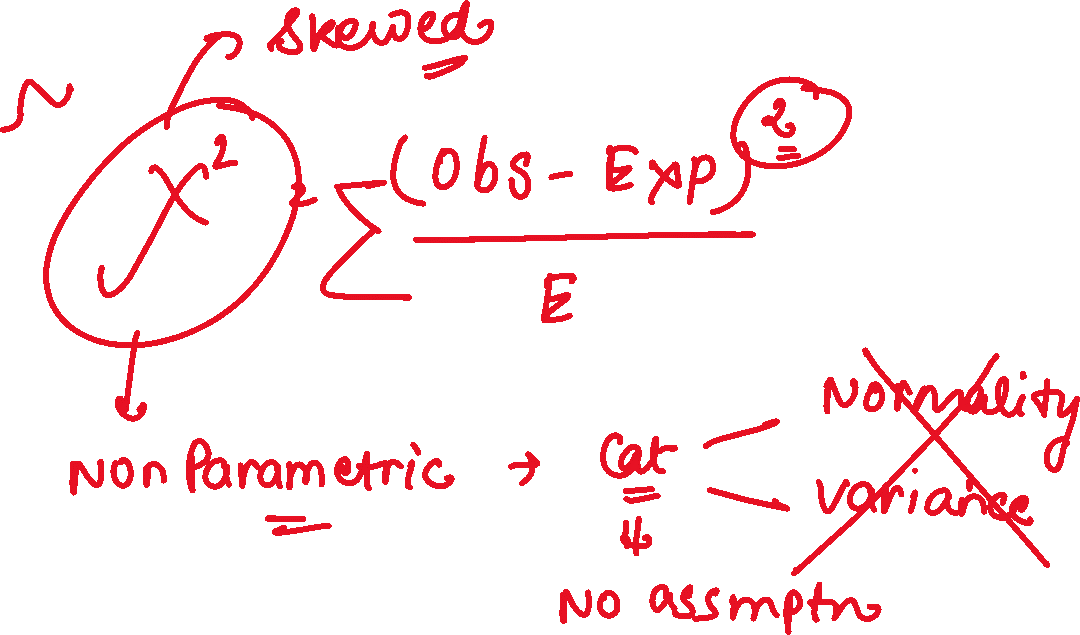 skewed
χ² = Σ (Obs - Exp)²
E
Non Parametric → Cat
Normality
Variance
No assmptn